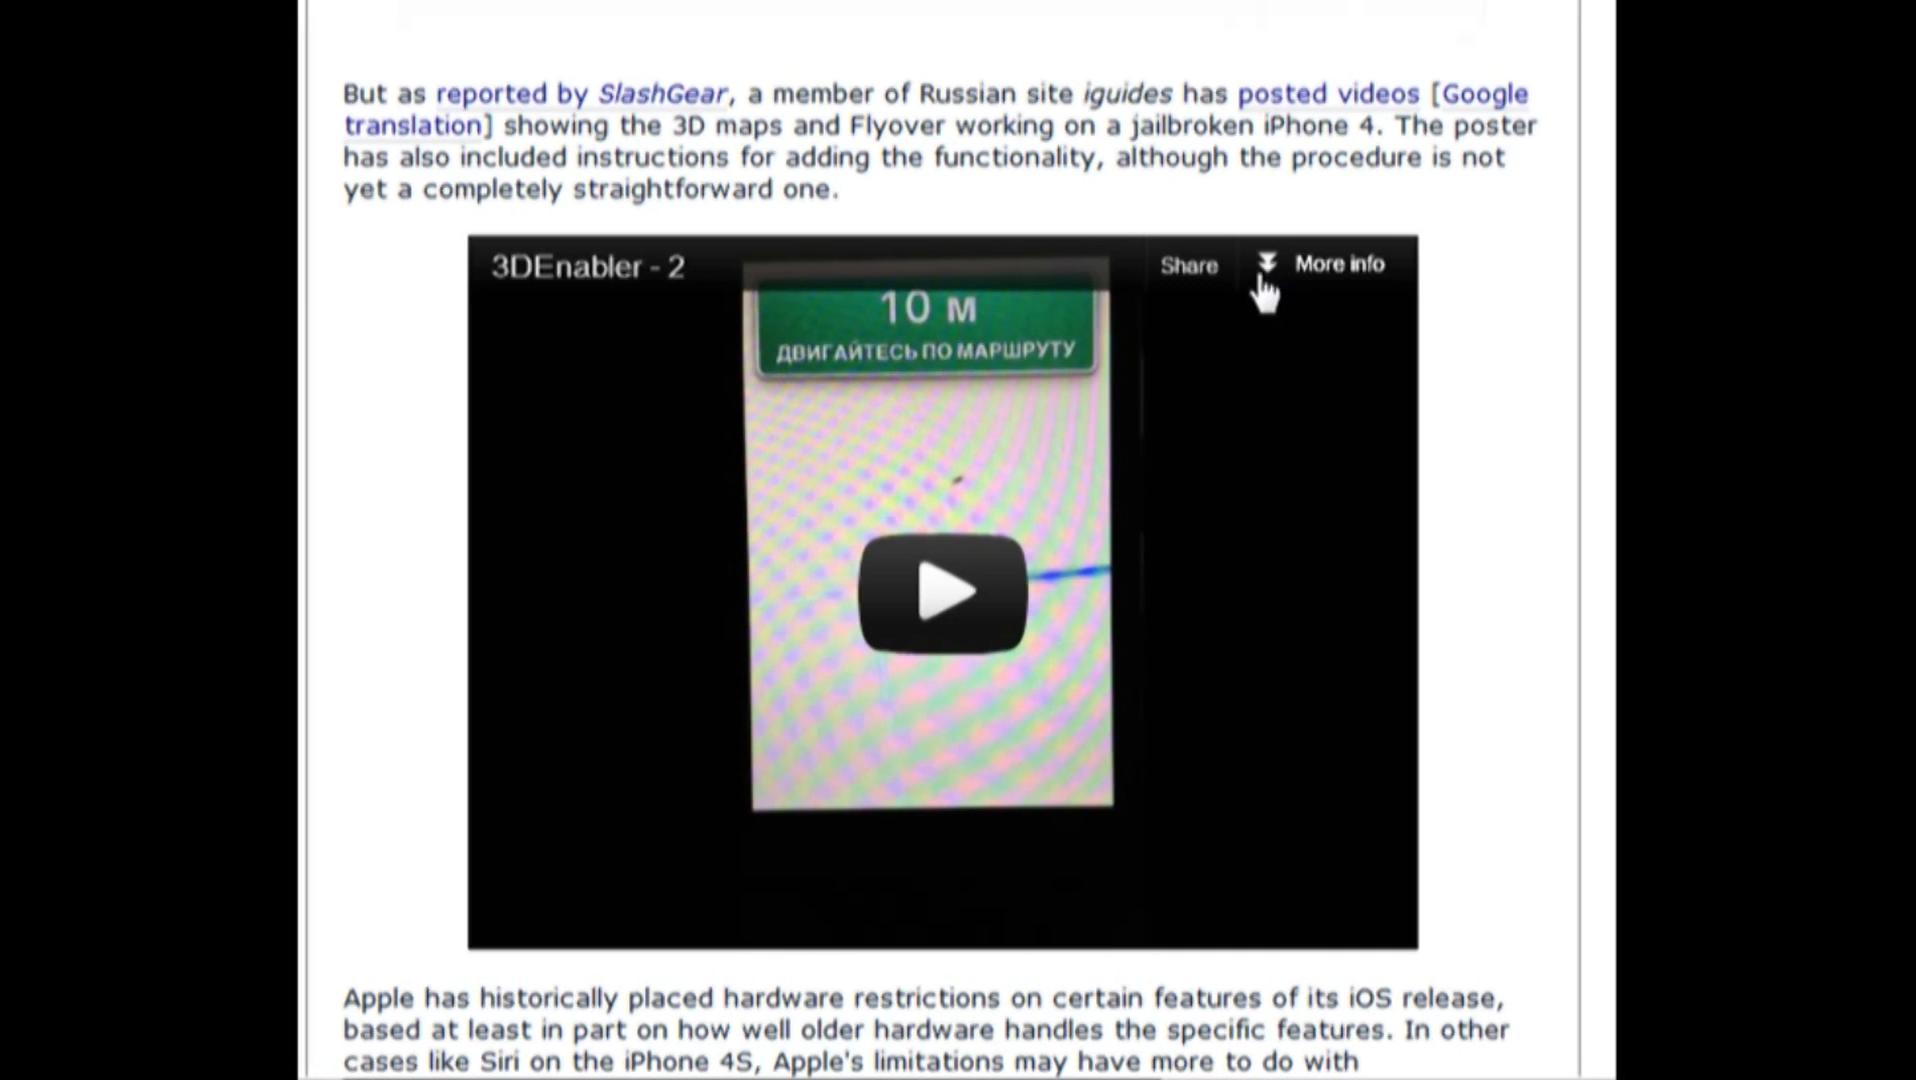 But as reported by SlashGear, a member of Russian site iguides has posted videos [Google
translation] showing the 3D maps and Flyover working on a jailbroken iPhone 4. The poster
has also included instructions for adding the functionality, although the procedure is not
yet a completely straightforward one.
3DEnabler - 2
Share
More info
10 м
ДВИГАЙТЕСЬ ПО МАРШРУТУ
Apple has historically placed hardware restrictions on certain features of its iOS release,
based at least in part on how well older hardware handles the specific features. In other
cases like Siri on the iPhone 4S, Apple's limitations may have more to do with